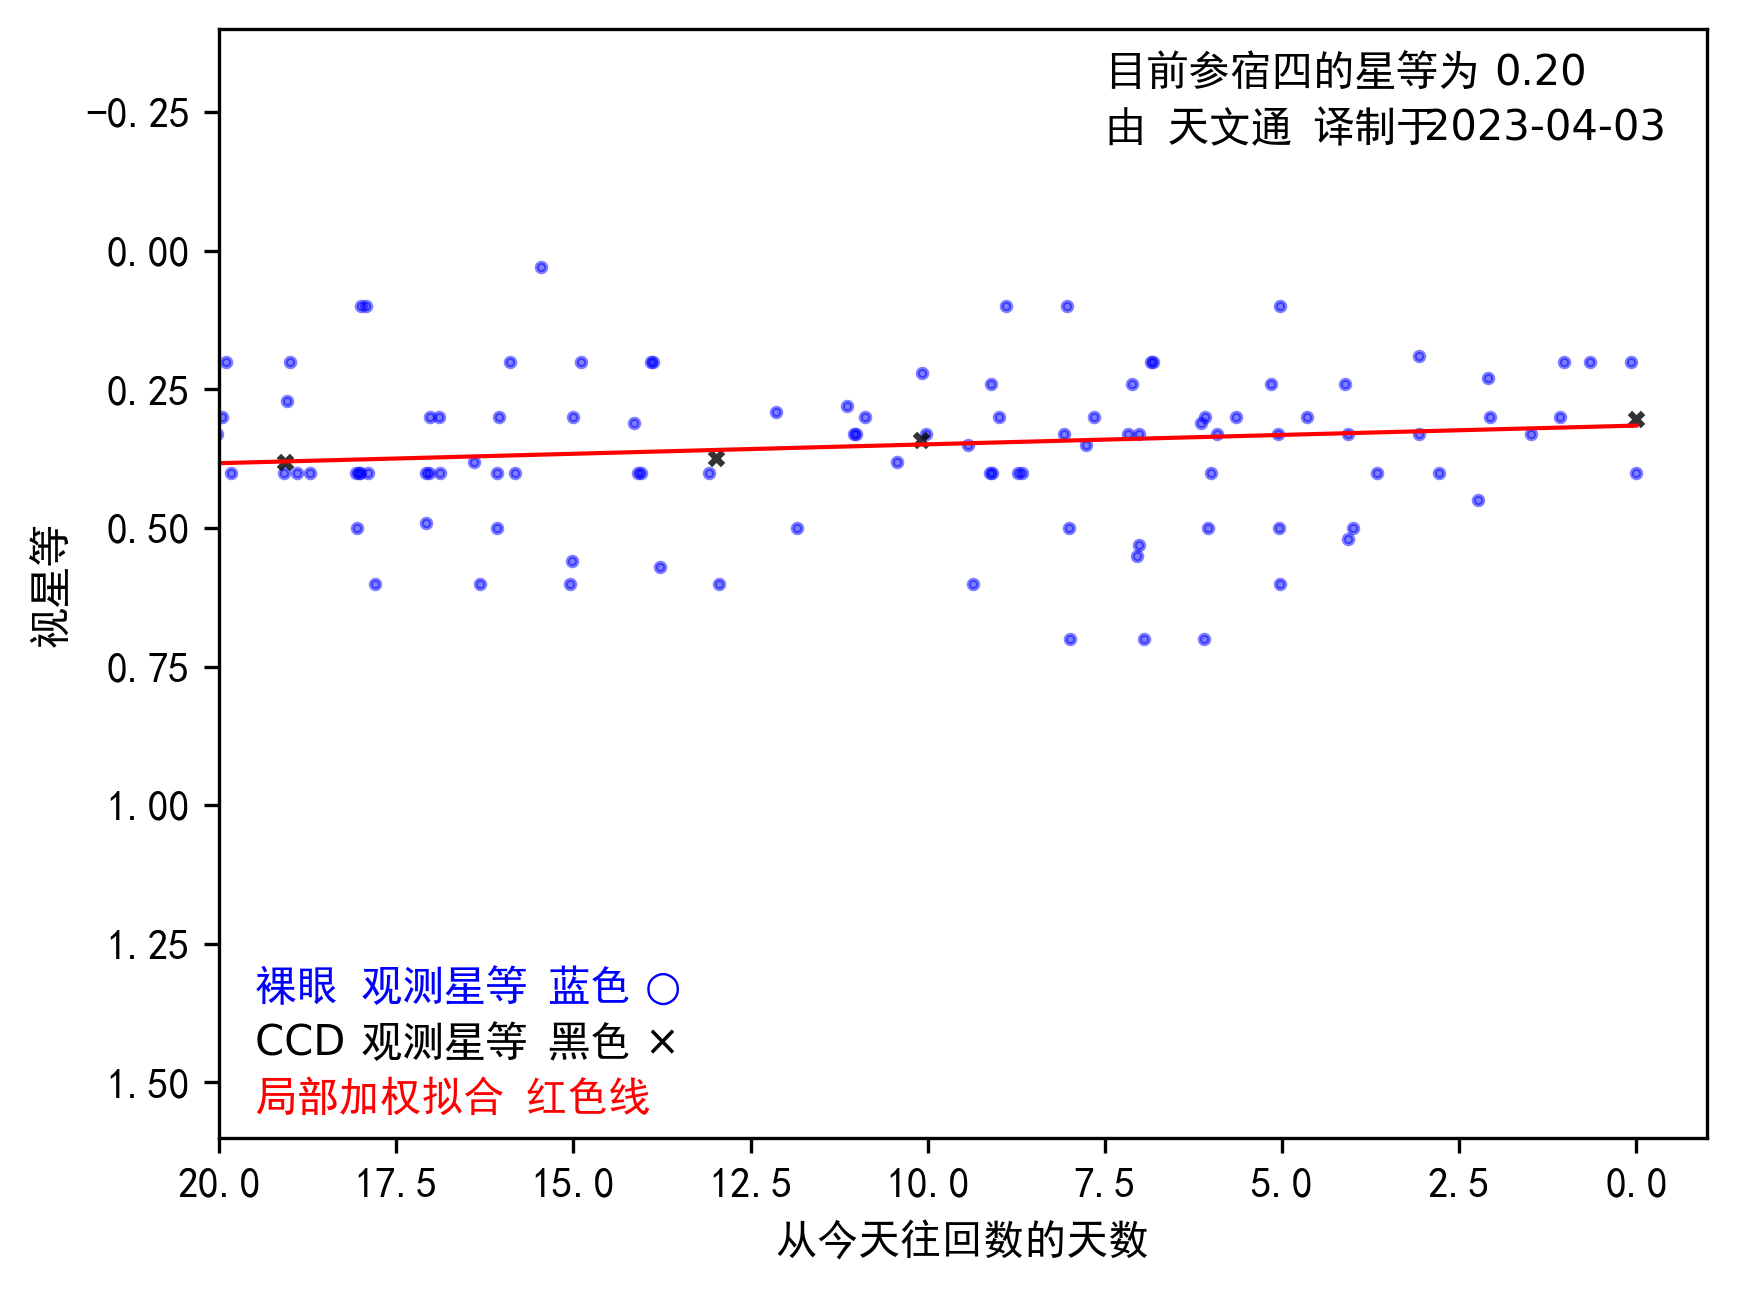 目前参宿四的星等为 0.20
由 天文通 译制于2023-04-03
−0.25
0.00
0.25
0.50
0.75
1.00
1.25
1.50
视星等
裸眼 观测星等 蓝色 ○
CCD 观测星等 黑色 ×
局部加权拟合 红色线
20.0 17.5 15.0 12.5 10.0 7.5 5.0 2.5 0.0
从今天往回数的天数